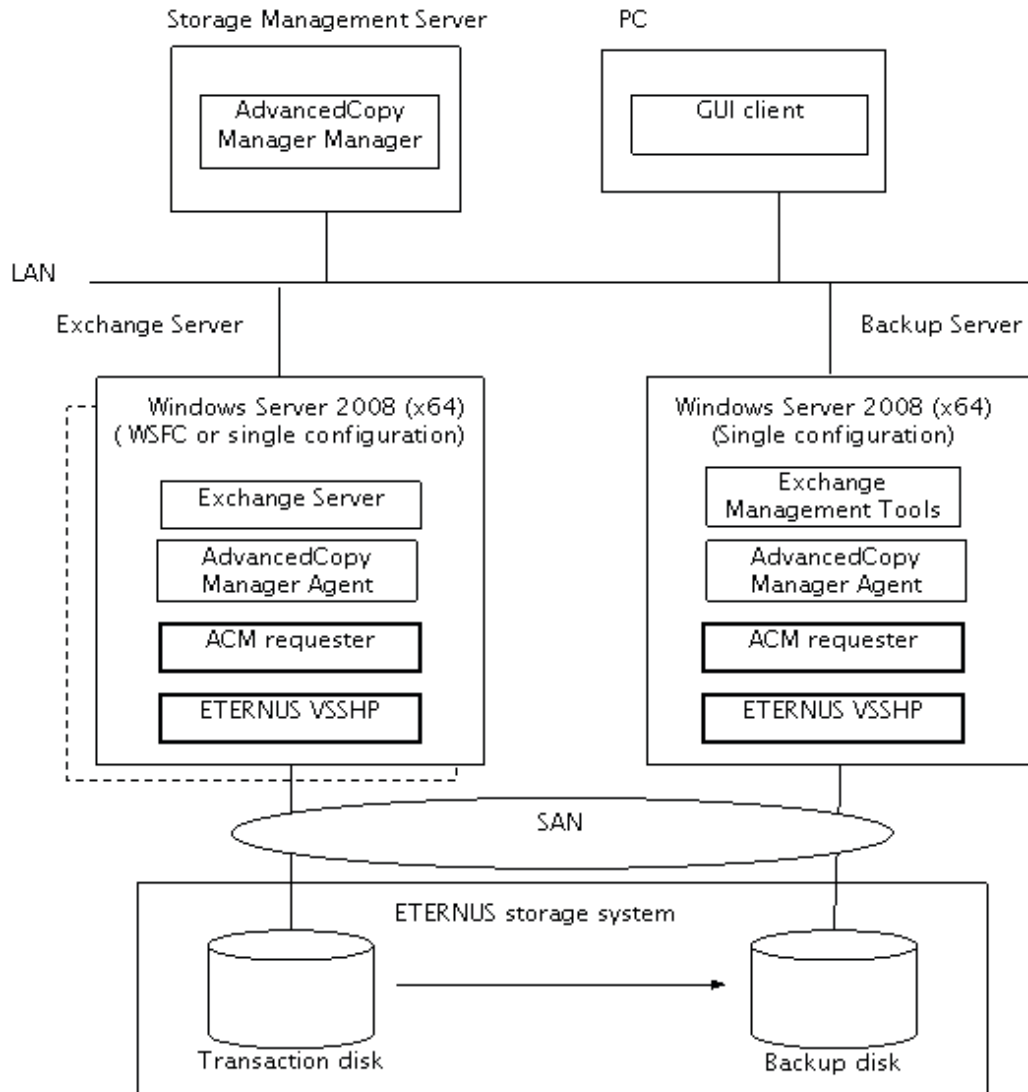 Storage Management Server
PC
AdvancedCopy
Manager Manager
GUI client
LAN
Exchange Server
Backup Server
Windows Server 2008 (x64)
( WSFC or single configuration)
Exchange Server
AdvancedCopy
Manager Agent
ACM requester
ETERNUS VSSHP
Windows Server 2008 (x64)
(Single configuration)
Exchange
Management Tools
AdvancedCopy
Manager Agent
ACM requester
ETERNUS VSSHP
SAN
ETERNUS storage system
Transaction disk
Backup disk